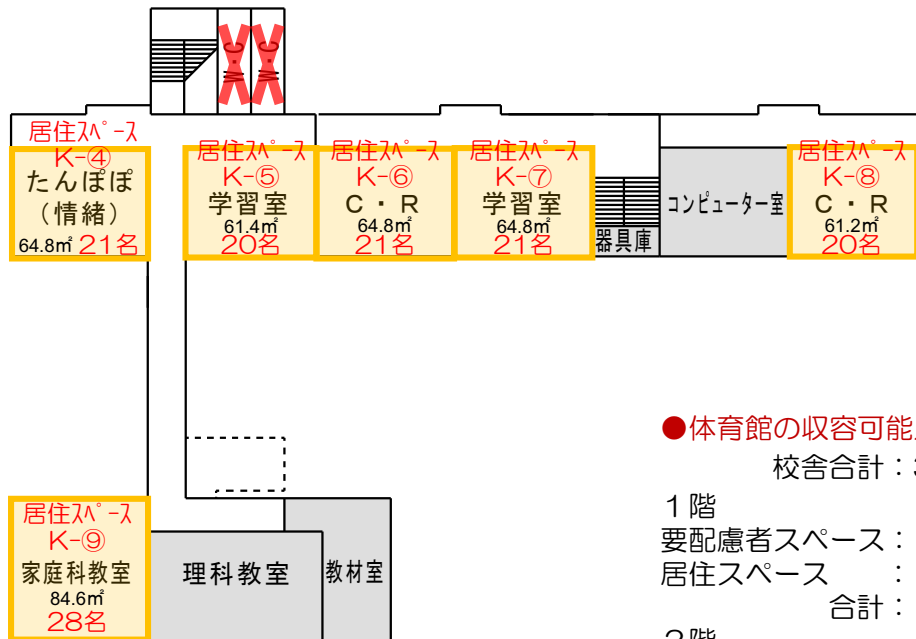 W・C
W・C
居住スペース
K-④
たんぽぽ
（情緒）
64.8㎡ 21名
居住スペース
K-⑤
学習室
61.4㎡
20名
居住スペース
K-⑥
C・R
64.8㎡
21名
居住スペース
K-⑦
学習室
64.8㎡
21名
器具庫
コンピューター室
居住スペース
K-⑧
C・R
61.2㎡
20名
居住スペース
K-⑨
家庭科教室
84.6㎡
28名
理科教室
教材室
●体育館の収容可能
校舎合計：
1階
要配慮者スペース：
居住スペース　：
合計：